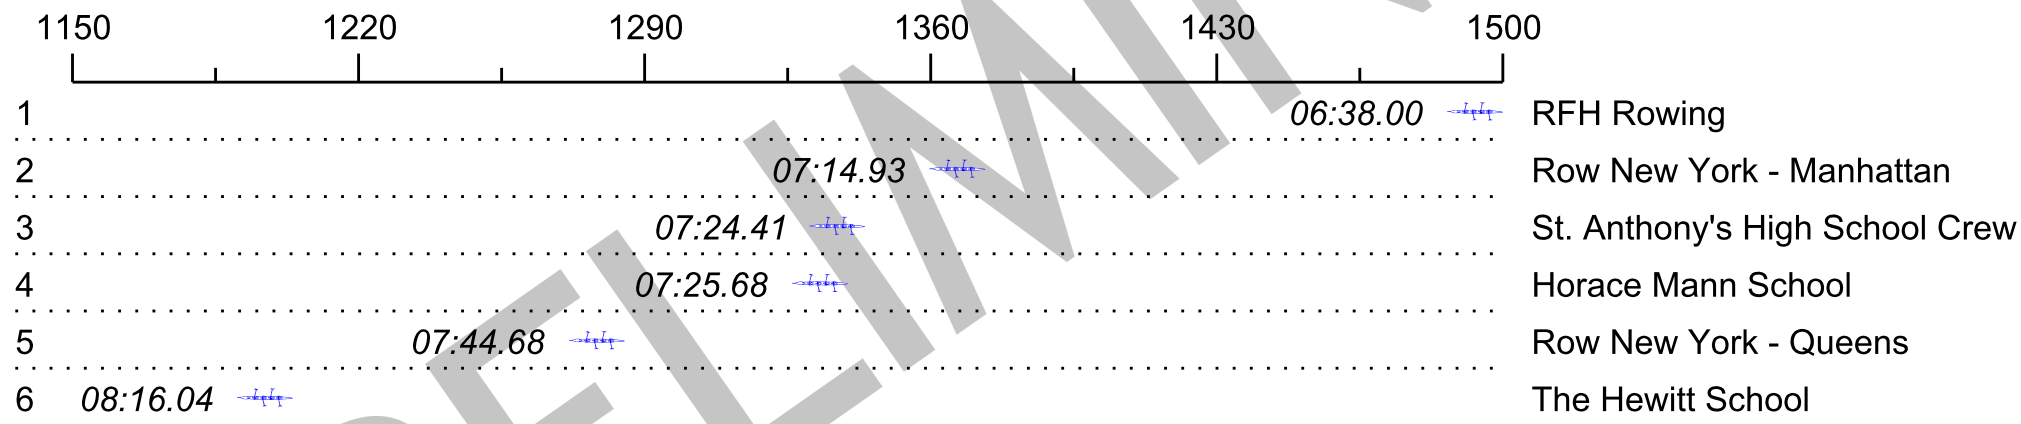 1150 1220 1290 1360 1430 1500
1 06:38.00 RFH Rowing
2 07:14.93 Row New York - Manhattan
3 07:24.41 St. Anthony's High School Crew
4 07:25.68 Horace Mann School
5 07:44.68 Row New York - Queens
6 08:16.04 The Hewitt School